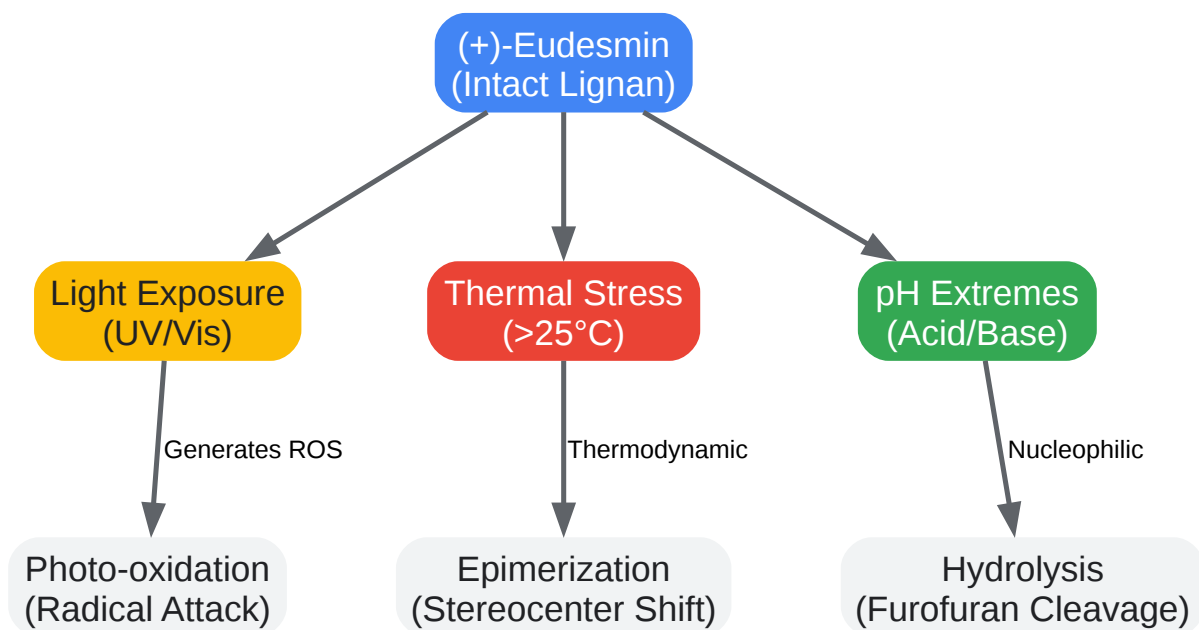 (+)-Eudesmin
(Intact Lignan)
Light Exposure
(UV/Vis)
Thermal Stress
(>25°C)
pH Extremes
(Acid/Base)
Generates ROS
Thermodynamic
Nucleophilic
Photo-oxidation
(Radical Attack)
Epimerization
(Stereocenter Shift)
Hydrolysis
(Furofuran Cleavage)